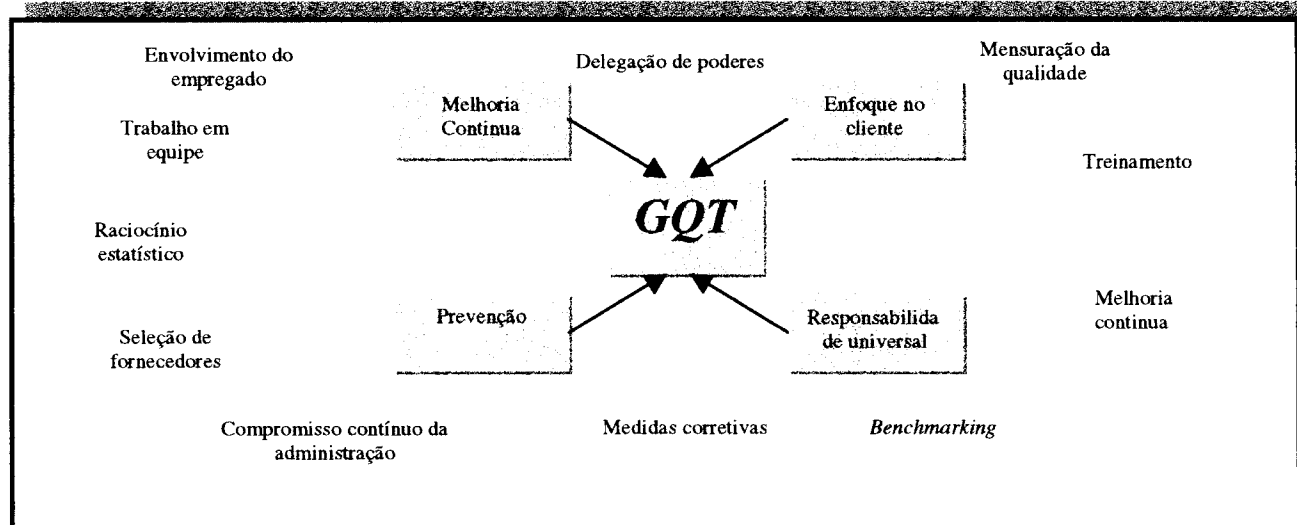 Envolvimento do
empregado
Delegação de poderes
Mensuração da
qualidade
Melhoria
Continua
Enfoque no
cliente
Trabalho em
equipe
Treinamento
GQT
Raciocínio
estatístico
Prevenção
Responsabilida
de universal
Melhoria
continua
Seleção de
fornecedores
Compromisso contínuo da
administração
Medidas corretivas
Benchmarking